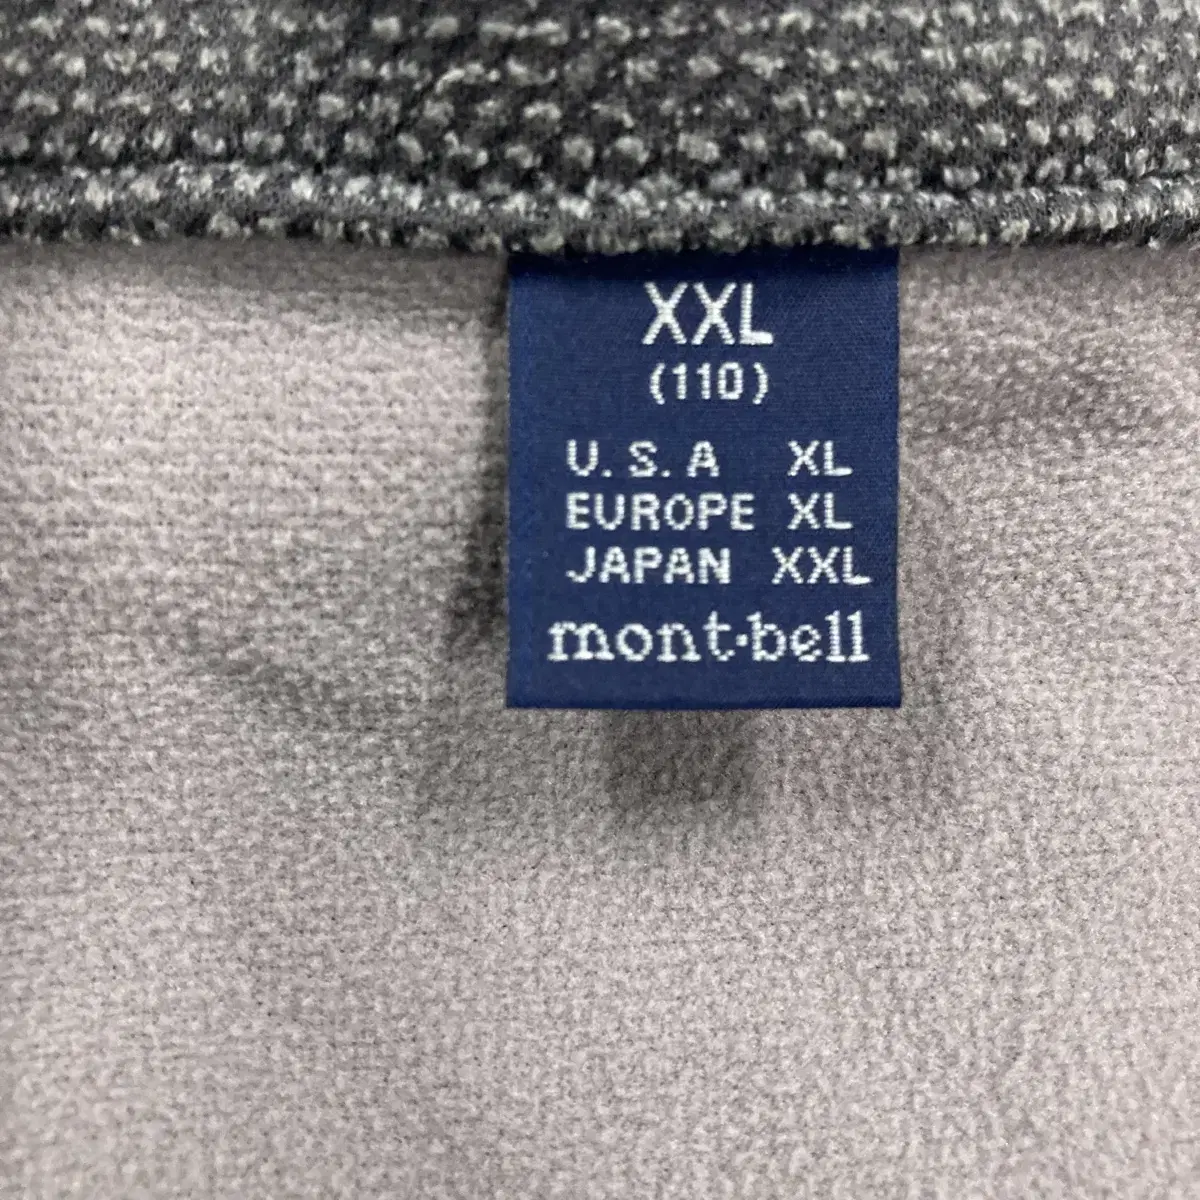 XXL
(110)
U.S.A XL
EUROPE XL
JAPAN XXL
mont·bell